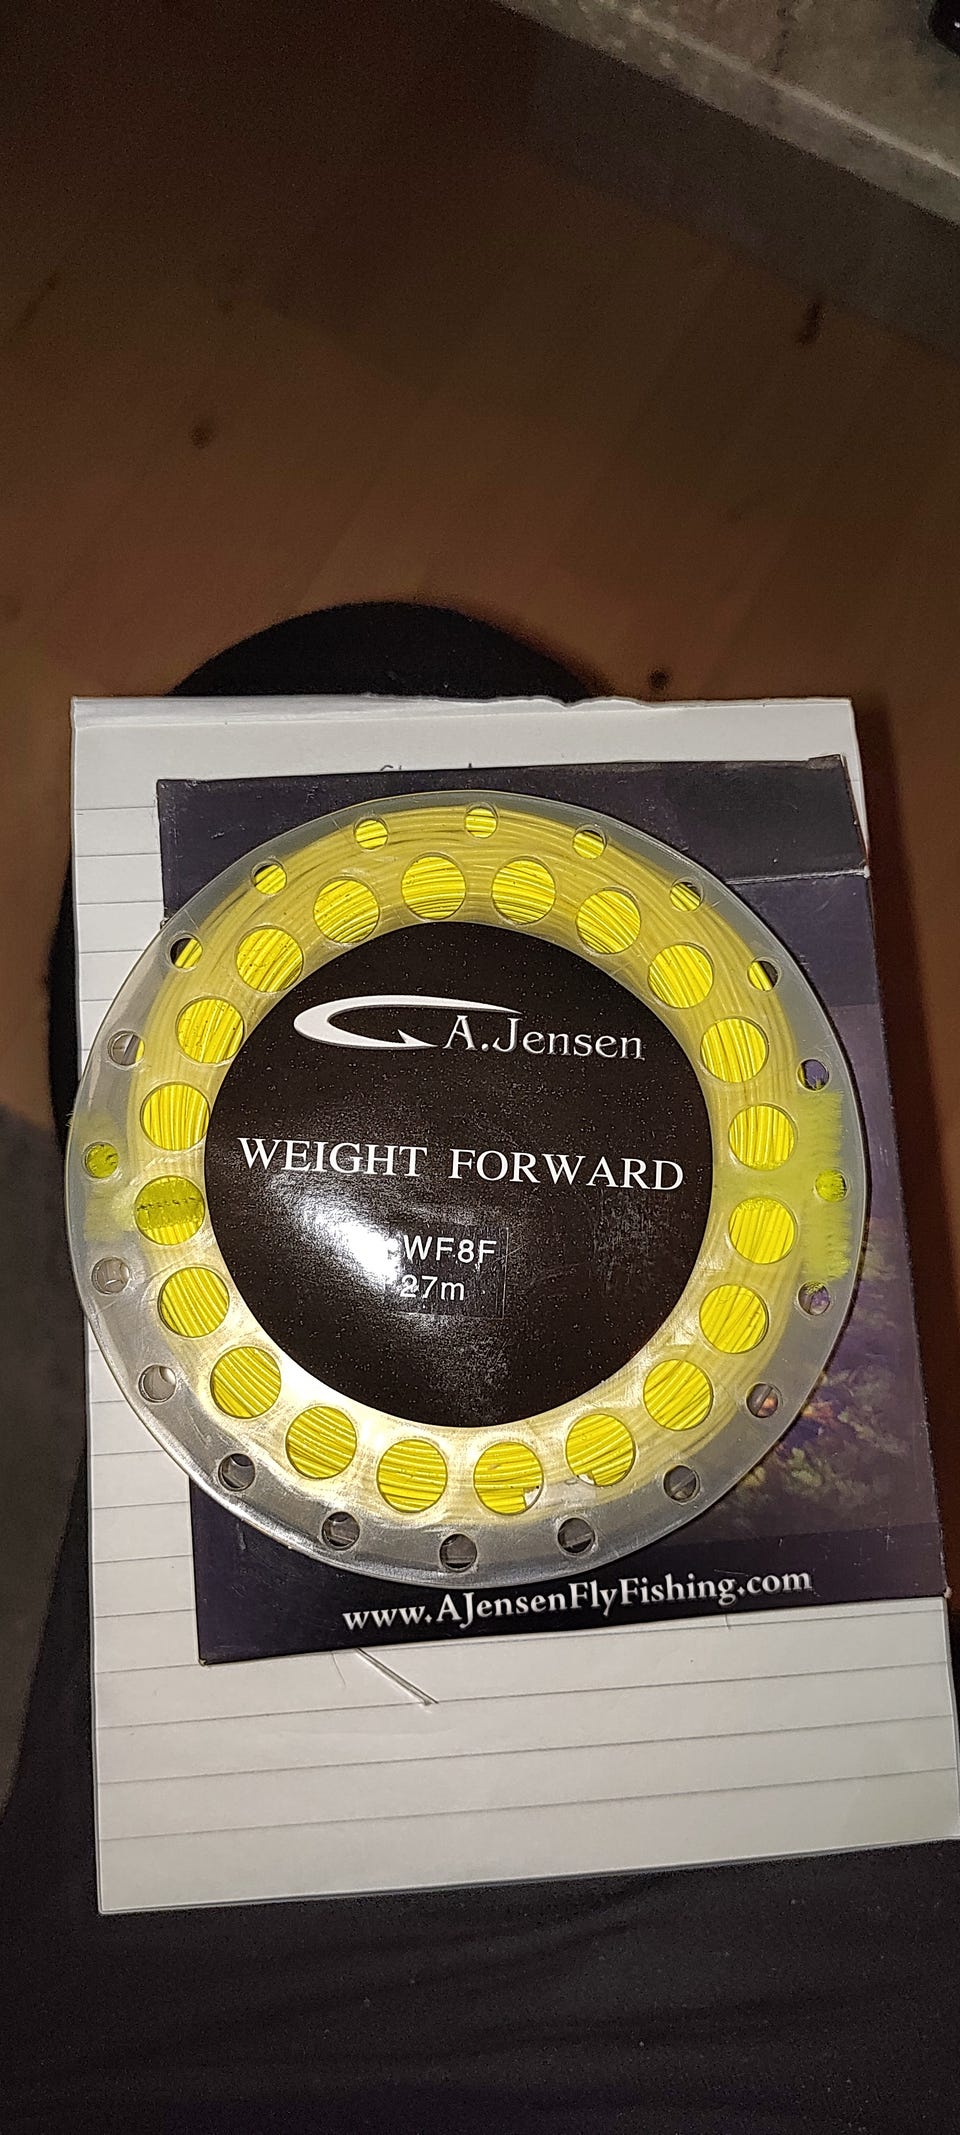 A.Jensen
WEIGHT FORWARD
WF8F
27m
www.AJensenFlyFishing.com